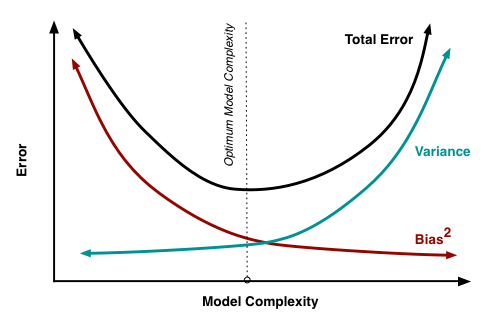 Total Error
Optimum Model Complexity
Error
Variance
Bias²
Model Complexity